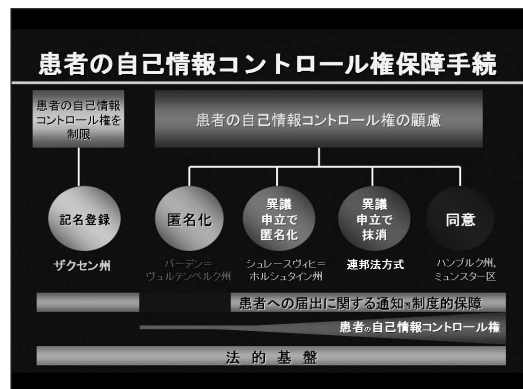 患者の自己情報コントロール権保障手続
患者の自己情報
コントロール権を
制限
患者の自己情報コントロール権の顧慮
記名登録
匿名化
異議
申立で
匿名化
異議
申立で
抹消
同意
ザクセン州
バーデン=
ヴュルテンベルク州
シュレースヴィヒ=
ホルシュタイン州
連邦法方式
ハンブルク州,
ミュンスター区
患者への届出に関する通知等制度的保障
患者の自己情報コントロール権
法的基盤